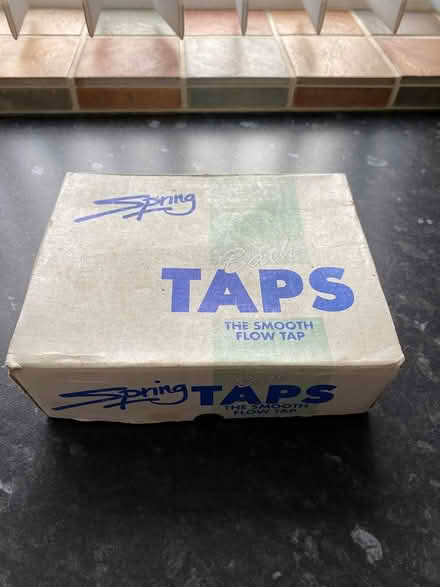 Spring
Bath
TAPS
THE SMOOTH
FLOW TAP
Spring TAPS
THE SMOOTH
FLOW TAP